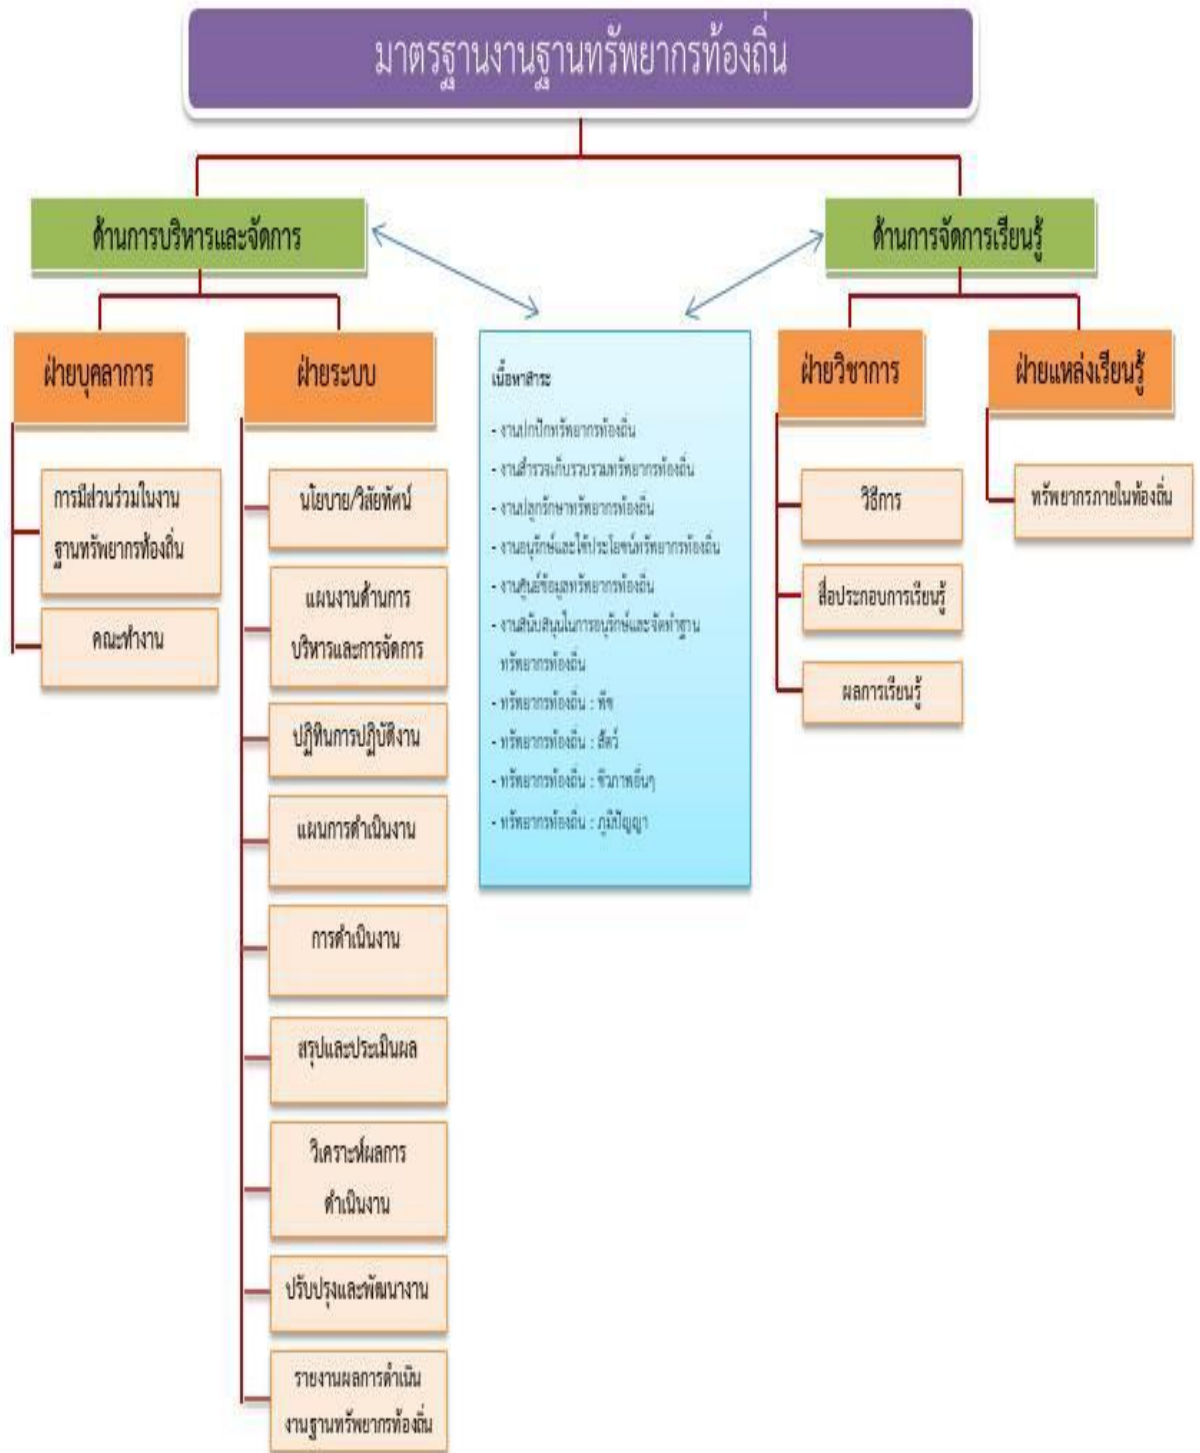 มาตรฐานงานฐานทรัพยากรท้องถิ่น
ด้านการบริหารและจัดการ
ด้านการจัดการเรียนรู้
ฝ่ายบุคลาการ
ฝ่ายระบบ
ฝ่ายวิชาการ
ฝ่ายแหล่งเรียนรู้
การมีส่วนร่วมในงาน
ฐานทรัพยากรท้องถิ่น
คณะทำงาน
นโยบาย/วิสัยทัศน์
แผนงานด้านการ
บริหารและการจัดการ
ปฏิทินการปฏิบัติงาน
แผนการดำเนินงาน
การดำเนินงาน
สรุปและประเมินผล
วิเคราะห์ผลการ
ดำเนินงาน
ปรับปรุงและพัฒนางาน
รายงานผลการดำเนิน
งานฐานทรัพยากรท้องถิ่น
เนื้อหาสาระ
- งานปกปักทรัพยากรท้องถิ่น
- งานสำรวจเก็บรวบรวมทรัพยากรท้องถิ่น
- งานปลูกรักษาทรัพยากรท้องถิ่น
- งานอนุรักษ์และใช้ประโยชน์ทรัพยากรท้องถิ่น
- งานศูนย์ข้อมูลทรัพยากรท้องถิ่น
- งานสนับสนุนในการอนุรักษ์และจัดทำฐาน
ทรัพยากรท้องถิ่น
- ทรัพยากรท้องถิ่น : พืช
- ทรัพยากรท้องถิ่น : สัตว์
- ทรัพยากรท้องถิ่น : ชีวภาพอื่นๆ
- ทรัพยากรท้องถิ่น : ภูมิปัญญา
วิธีการ
สื่อประกอบการเรียนรู้
ผลการเรียนรู้
ทรัพยากรภายในท้องถิ่น